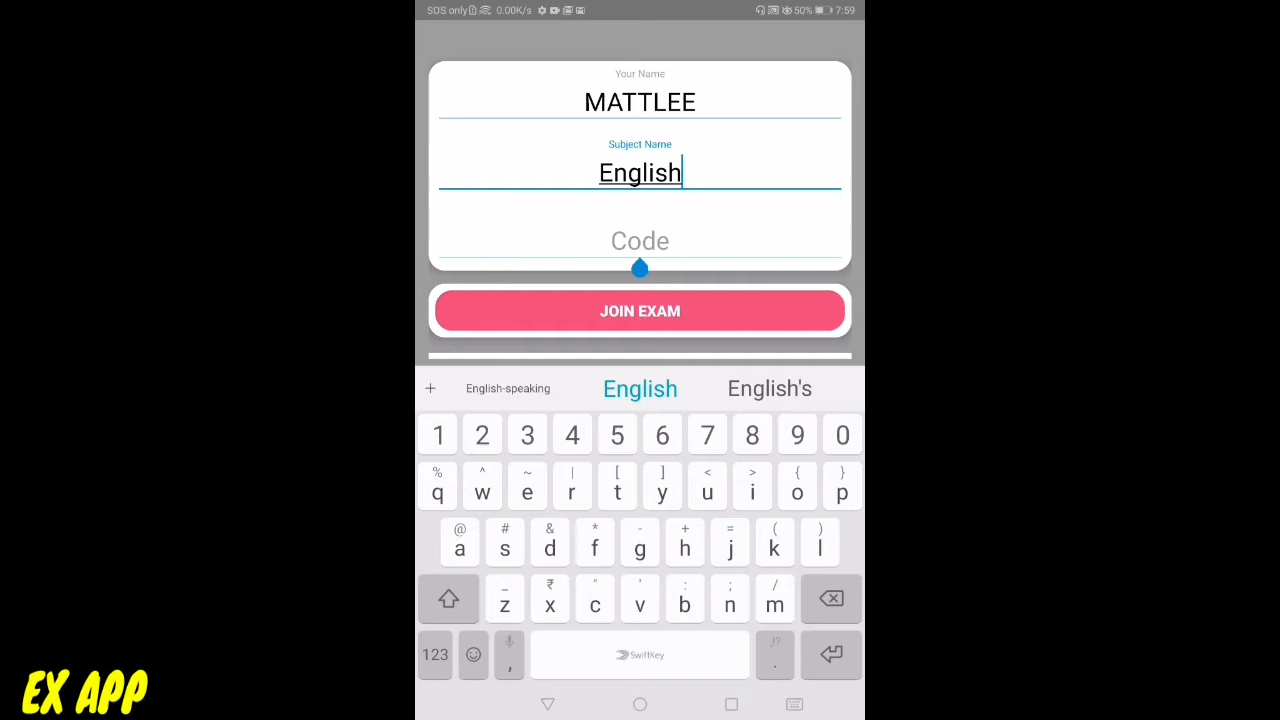 SOS only 0.00K/s 50% 7:59
Your Name
MATTLEE
Subject Name
English
Code
JOIN EXAM
+ English-speaking English English's
1 2 3 4 5 6 7 8 9 0
% ^ ~ | [ ] < > { }
q w e r t y u i o p
@ # & * - + = ( )
a s d f g h j k l
_ ₹ " ' : ; /
z x c v b n m
123 , SwiftKey ,!? .
EX APP